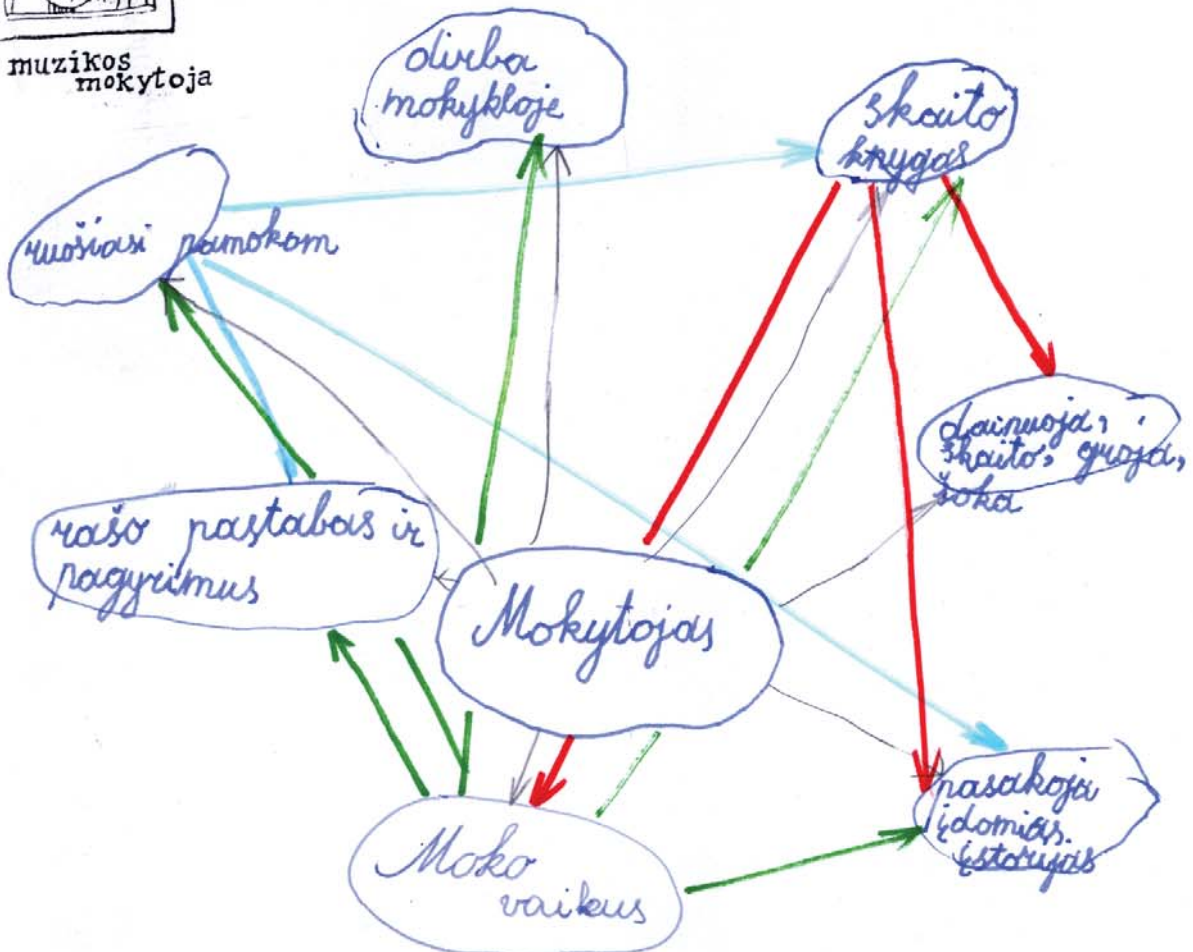 muzikos
mokytoja
dirba
mokykloje
skaito
knygas
ruošiasi pamokom
dainuoja,
skaito, groja,
šoka
rašo pastabas ir
pagyrimus
Mokytojas
pasakoja
įdomias
įstorijas
Moko
vaikus